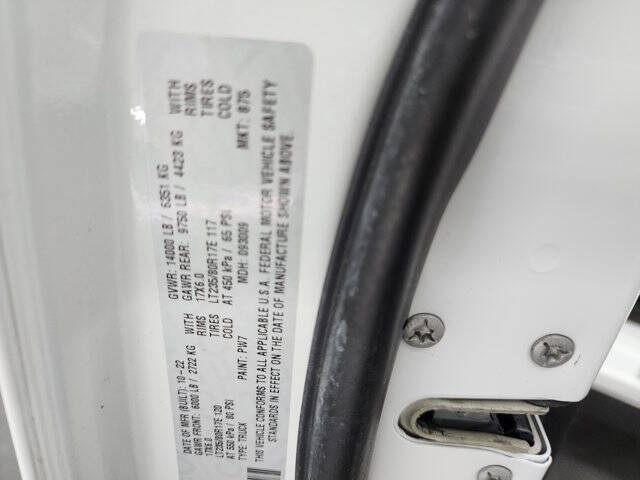 DATE OF MFR (BUILT): 10-22 GVWR: 14000 LB / 6351 KG
GAWR FRONT: 6000 LB / 2722 KG WITH GAWR REAR: 9750 LB / 4423 KG WITH
17X6.0 RIMS 17X6.0 RIMS
LT235/80R17E 120 TIRES LT235/80R17E 117 TIRES
AT 550 kPa / 80 PSI COLD AT 450 kPa / 65 PSI COLD
TYPE: TRUCK PAINT: PW7 MDH: 093009 MKT: 875
THIS VEHICLE CONFORMS TO ALL APPLICABLE U.S.A. FEDERAL MOTOR VEHICLE SAFETY
STANDARDS IN EFFECT ON THE DATE OF MANUFACTURE SHOWN ABOVE.